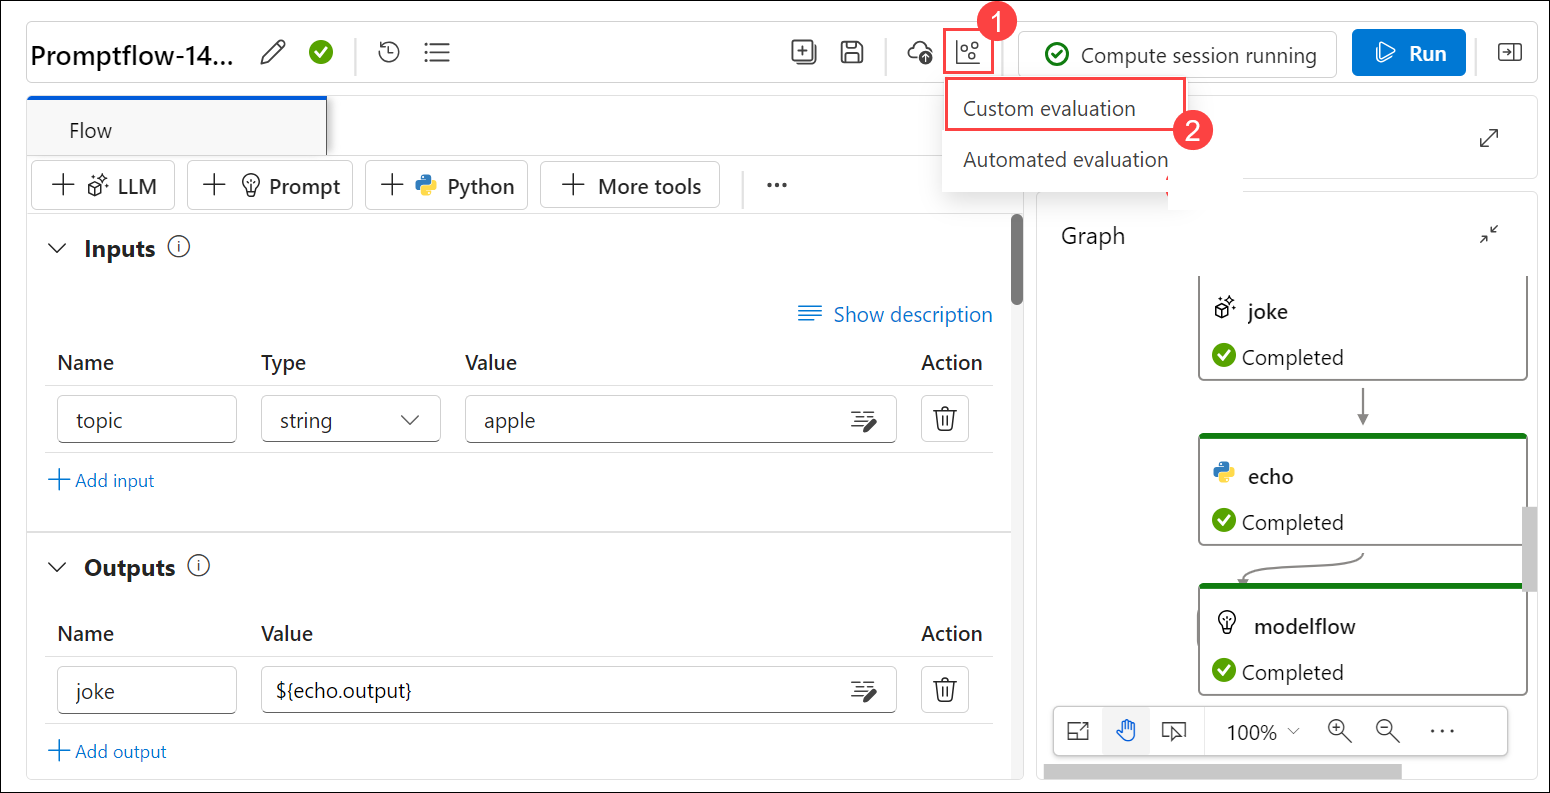 1
Promptflow-14...
Compute session running
Run
Custom evaluation
2
Automated evaluation
Flow
LLM
Prompt
Python
More tools
Inputs
Show description
Name Type Value Action
topic string apple
Add input
Outputs
Name Value Action
joke ${echo.output}
Add output
Graph
joke
Completed
echo
Completed
modelflow
Completed
100%